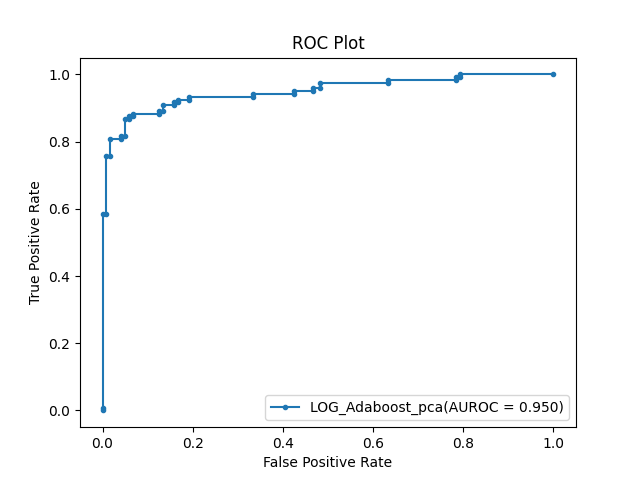 ROC Plot
1.0
0.8
0.6
0.4
0.2
0.0
True Positive Rate
LOG_Adaboost_pca(AUROC = 0.950)
0.0 0.2 0.4 0.6 0.8 1.0
False Positive Rate